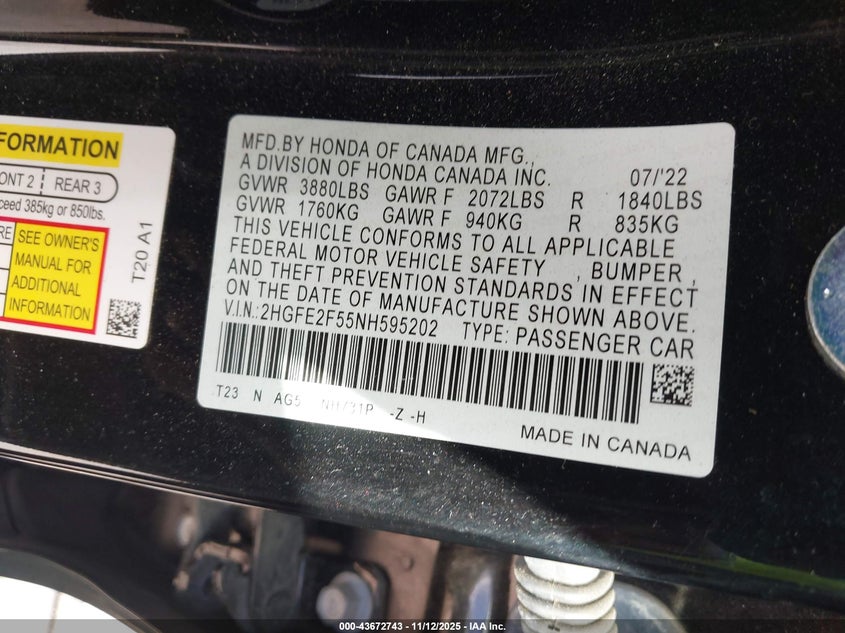 FORMATION
ONT 2 REAR 3
ceed 385kg or 850lbs.
RE
SEE OWNER'S
MANUAL FOR
ADDITIONAL
INFORMATION
T20 A1
MFD.BY HONDA OF CANADA MFG.,
A DIVISION OF HONDA CANADA INC. 07/'22
GVWR 3880LBS GAWR F 2072LBS R 1840LBS
GVWR 1760KG GAWR F 940KG R 835KG
THIS VEHICLE CONFORMS TO ALL APPLICABLE
FEDERAL MOTOR VEHICLE SAFETY , BUMPER ,
AND THEFT PREVENTION STANDARDS IN EFFECT
ON THE DATE OF MANUFACTURE SHOWN ABOVE.
V.I.N.:2HGFE2F55NH595202 TYPE: PASSENGER CAR
T23 N AG5 NH731P -Z -H
MADE IN CANADA
000-43672743 - 11/12/2025 - IAA Inc.